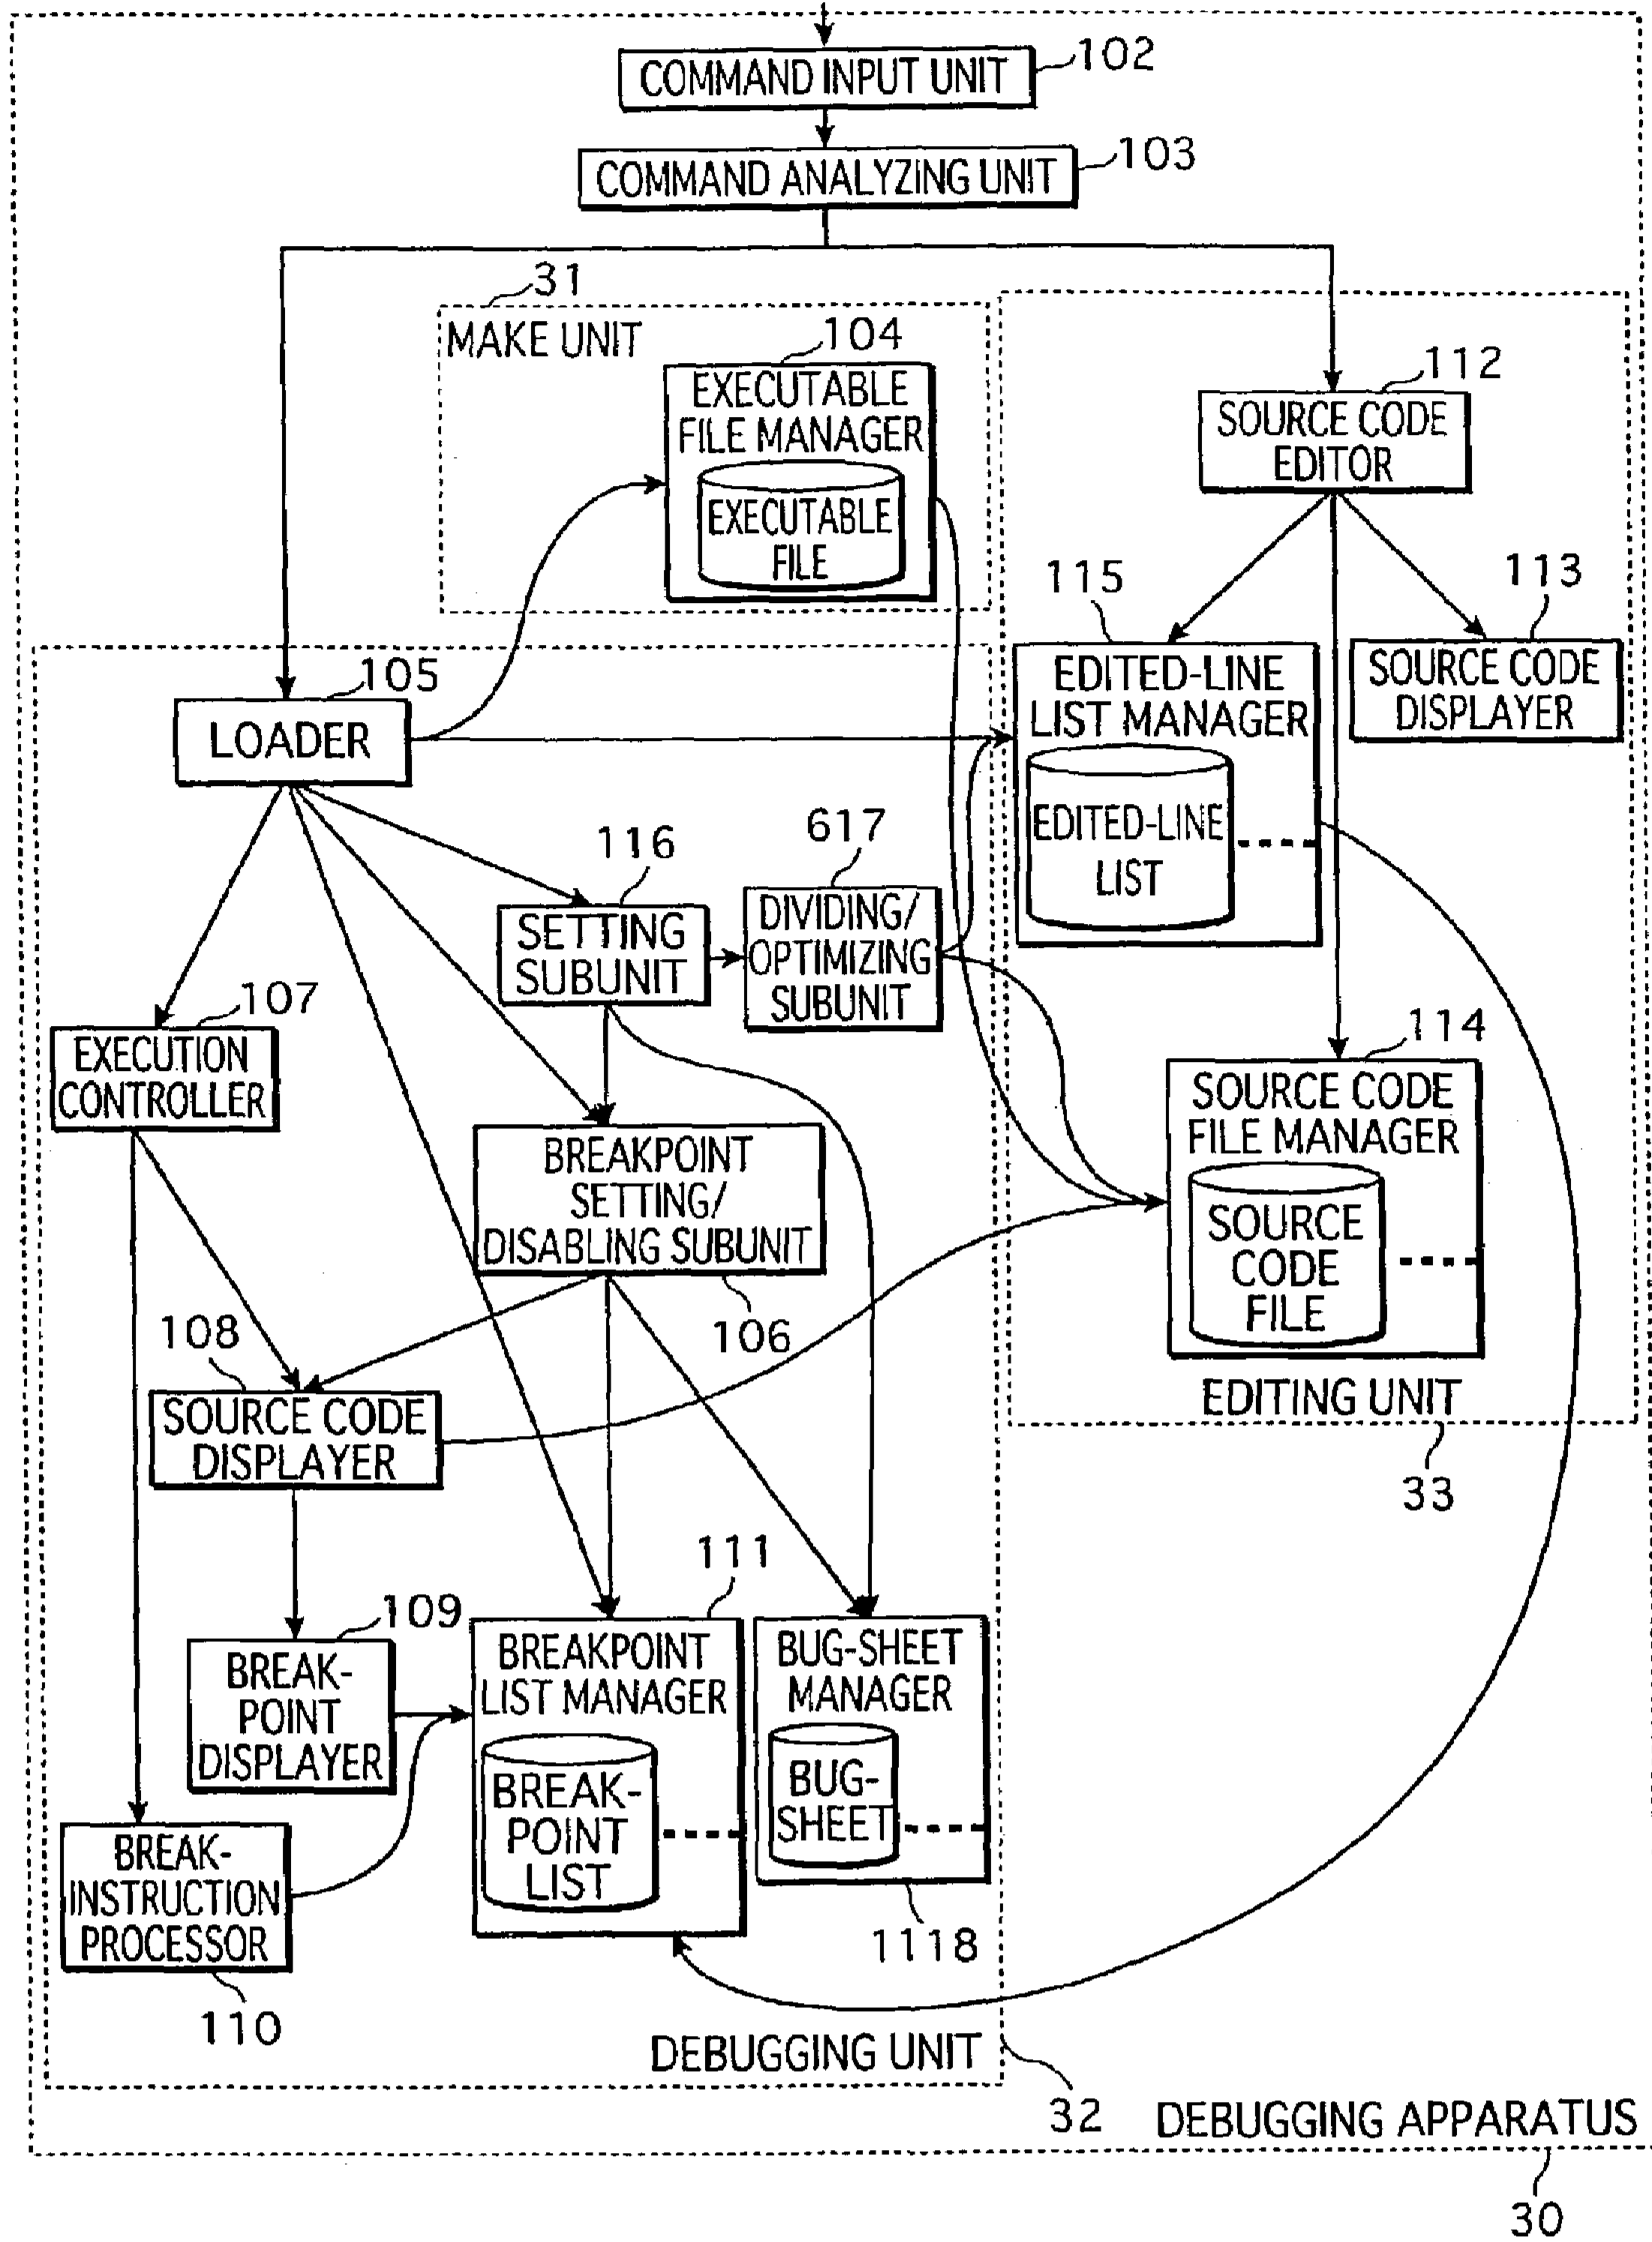 COMMAND INPUT UNIT
102
COMMAND ANALYZING UNIT
103
31
MAKE UNIT
104
EXECUTABLE
FILE MANAGER
EXECUTABLE
FILE
112
SOURCE CODE
EDITOR
115
113
EDITED-LINE
LIST MANAGER
EDITED-LINE
LIST
SOURCE CODE
DISPLAYER
105
LOADER
116
SETTING
SUBUNIT
617
DIVIDING/
OPTIMIZING
SUBUNIT
107
EXECUTION
CONTROLLER
114
SOURCE CODE
FILE MANAGER
SOURCE
CODE
FILE
BREAKPOINT
SETTING/
DISABLING SUBUNIT
106
108
SOURCE CODE
DISPLAYER
EDITING UNIT
33
109
BREAK-
POINT
DISPLAYER
111
BREAKPOINT
LIST MANAGER
BREAK-
POINT
LIST
BUG-SHEET
MANAGER
BUG-
SHEET
1118
BREAK-
INSTRUCTION
PROCESSOR
110
DEBUGGING UNIT
32
DEBUGGING APPARATUS
30